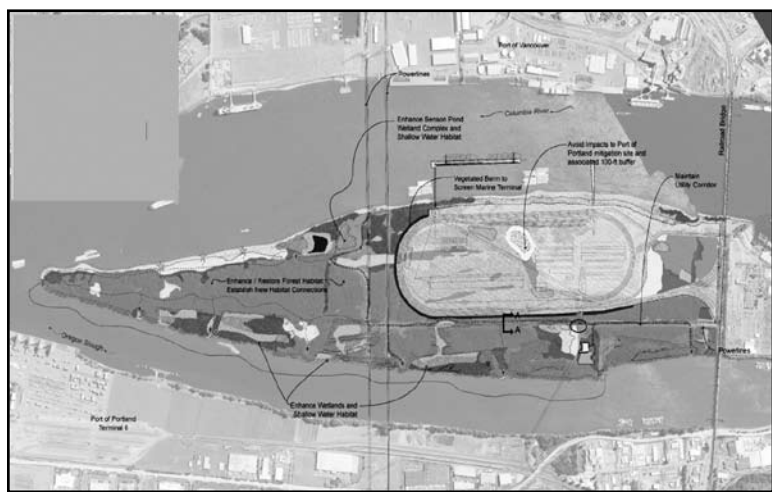 Port of Vancouver
Powerlines
Columbia River
Railroad Bridge
Enhance Benson Pond
Wetland Complex and
Shallow Water Habitat
Avoid Impacts to Port of
Portland mitigation site and
associated 100-ft buffer
Vegetated Berm to
Screen Marine Terminal
Maintain
Utility Corridor
Enhance / Restore Forest Habitat
Establish New Habitat Connections
A
A
Oregon Slough
Powerlines
Enhance Wetlands and
Shallow Water Habitat
Port of Portland
Terminal 6